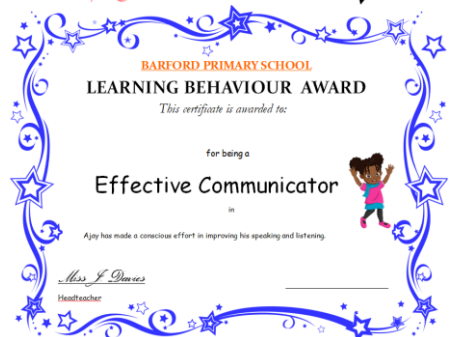 BARFORD PRIMARY SCHOOL
LEARNING BEHAVIOUR AWARD
This certificate is awarded to:
for being a
Effective Communicator
in
Ajay has made a conscious effort in improving his speaking and listening.
Miss J Davies
Headteacher